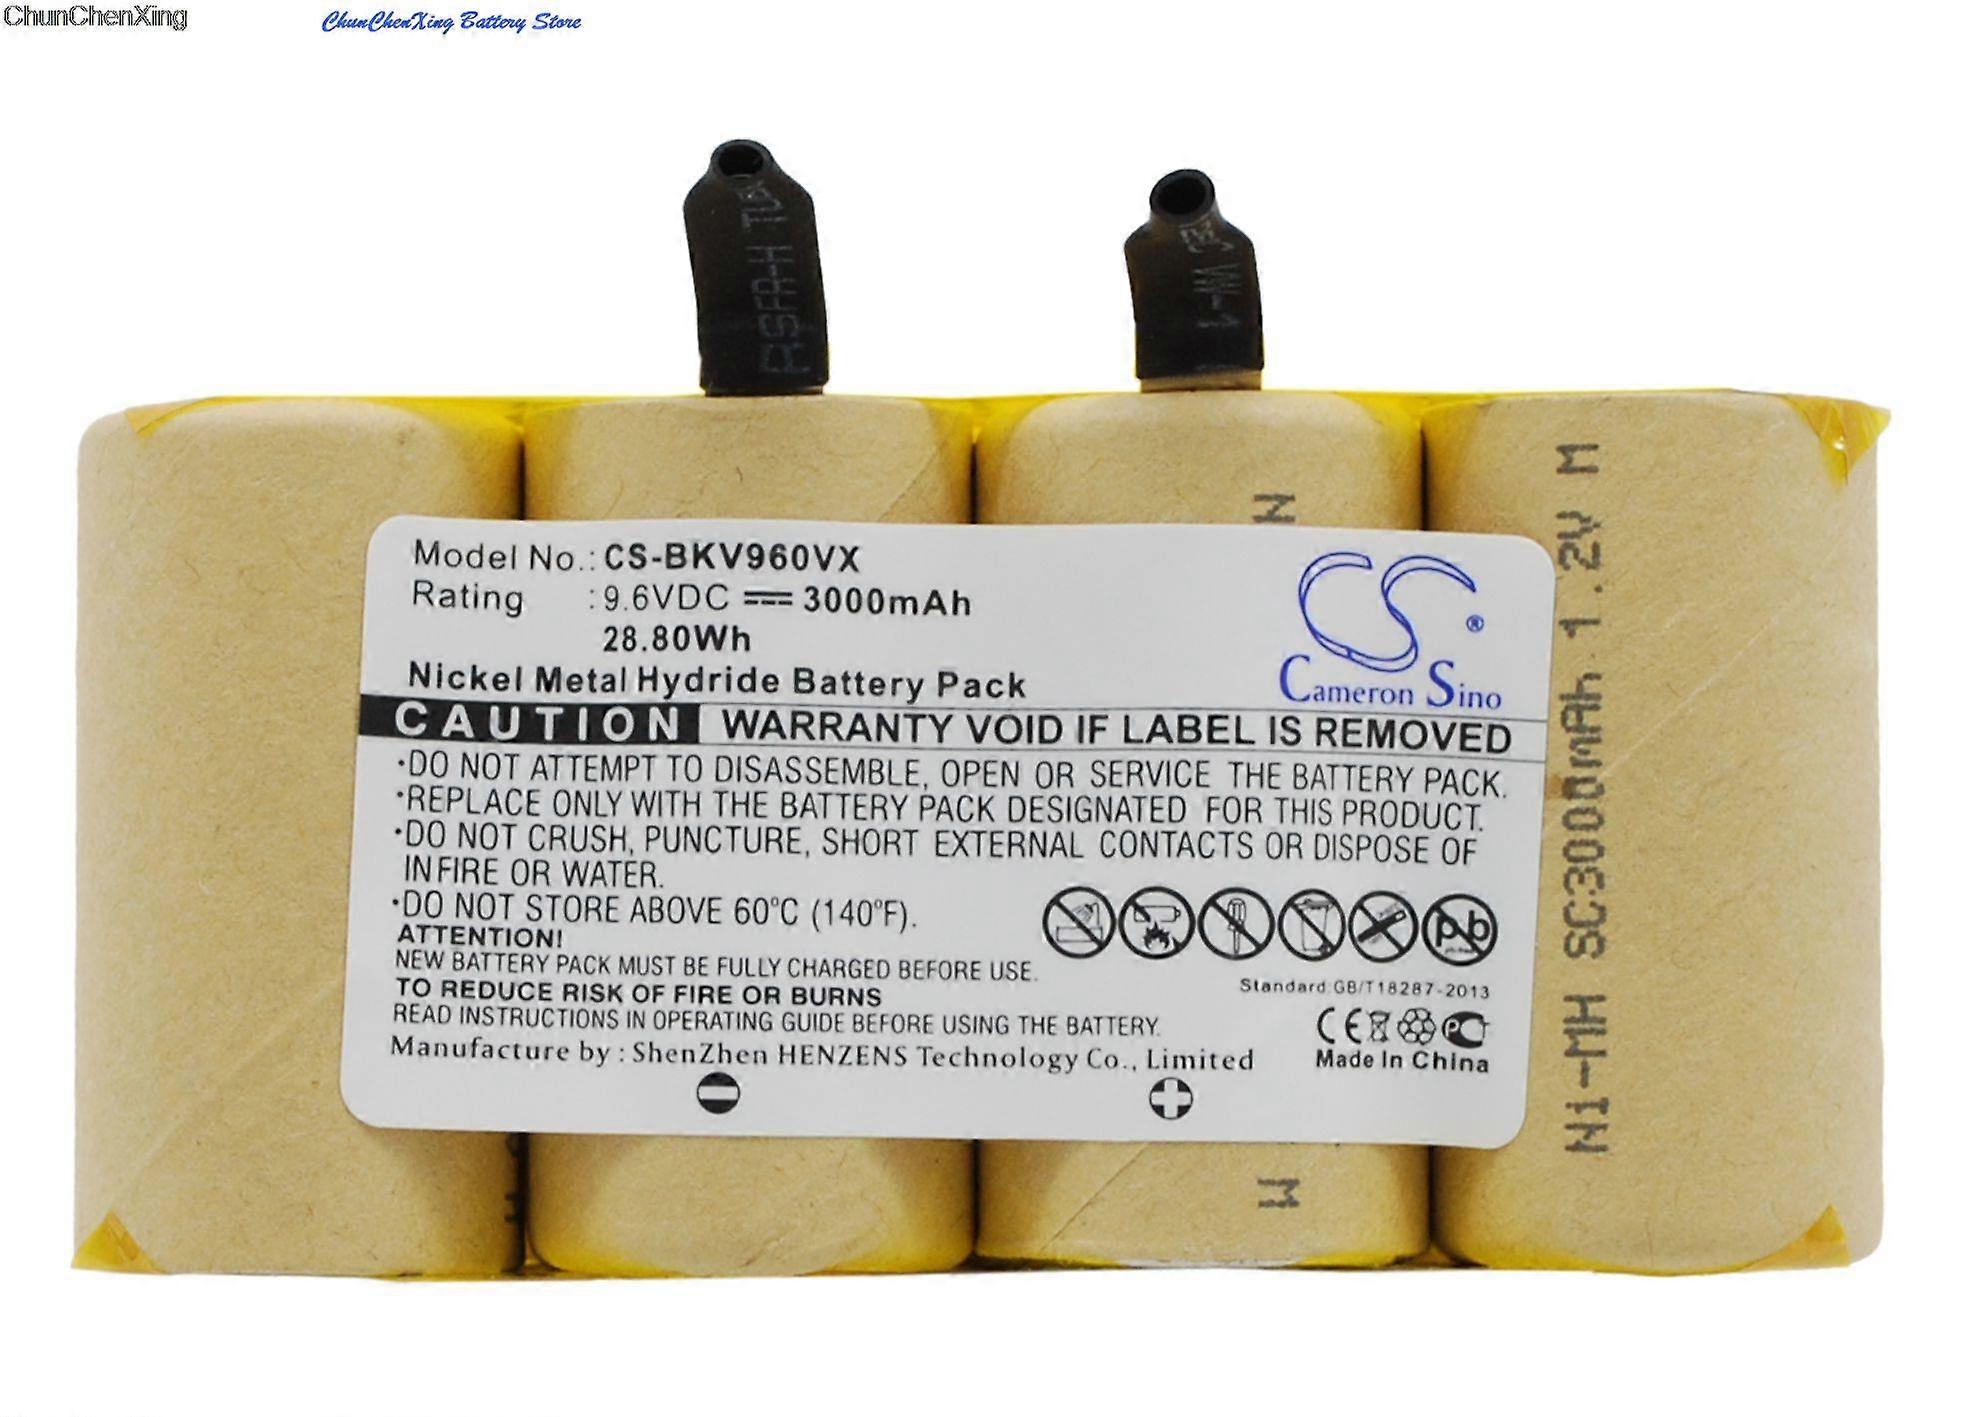 ChunChenXing
ChunChenXing Battery Store
ASFR-H TU
Model No.: CS-BKV960VX
Rating : 9.6VDC 3000mAh
28.80Wh
Nickel Metal Hydride Battery Pack
CS®
Cameron Sino
CAUTION WARRANTY VOID IF LABEL IS REMOVED
·DO NOT ATTEMPT TO DISASSEMBLE, OPEN OR SERVICE THE BATTERY PACK.
·REPLACE ONLY WITH THE BATTERY PACK DESIGNATED FOR THIS PRODUCT.
·DO NOT CRUSH, PUNCTURE, SHORT EXTERNAL CONTACTS OR DISPOSE OF
IN FIRE OR WATER.
·DO NOT STORE ABOVE 60°C (140°F).
ATTENTION!
NEW BATTERY PACK MUST BE FULLY CHARGED BEFORE USE.
TO REDUCE RISK OF FIRE OR BURNS
READ INSTRUCTIONS IN OPERATING GUIDE BEFORE USING THE BATTERY.
Manufacture by : ShenZhen HENZENS Technology Co., Limited
Pb
Standard:GB/T18287-2013
CE
Made In China
Ni-MH SC3000mAh 1.2V M